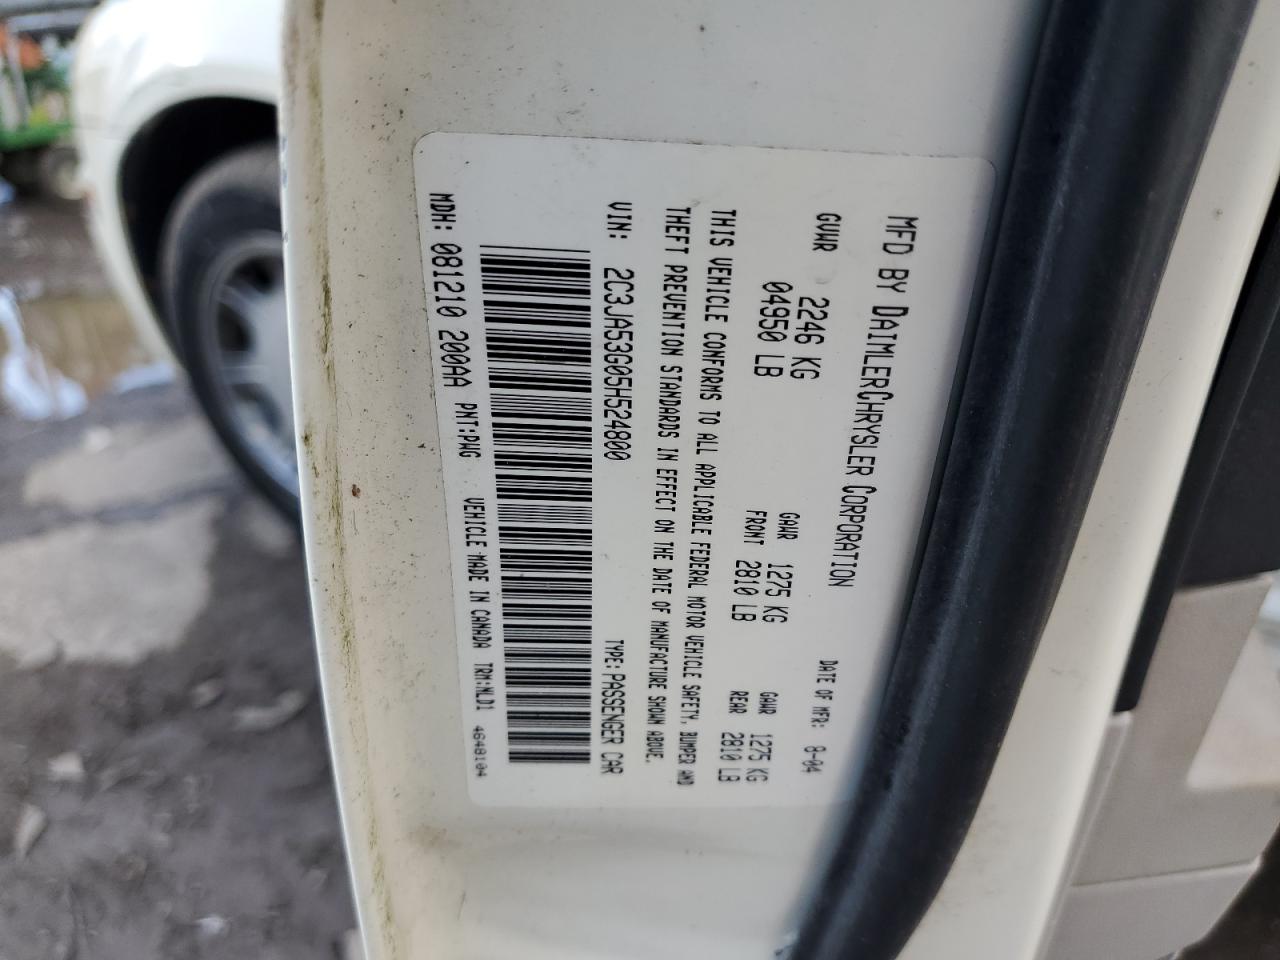 MFD BY DAIMLERCHRYSLER CORPORATION DATE OF MFR: 8-04
GVWR 2246 KG GAWR 1275 KG GAWR 1275 KG
04950 LB FRONT 2810 LB REAR 2810 LB
THIS VEHICLE CONFORMS TO ALL APPLICABLE FEDERAL MOTOR VEHICLE SAFETY, BUMPER AND
THEFT PREVENTION STANDARDS IN EFFECT ON THE DATE OF MANUFACTURE SHOWN ABOVE.
VIN: 2C3JA53G05H524800 TYPE: PASSENGER CAR
MDH: 081210 200AA PNT:PWG VEHICLE MADE IN CANADA TRM:NLD1 4648104